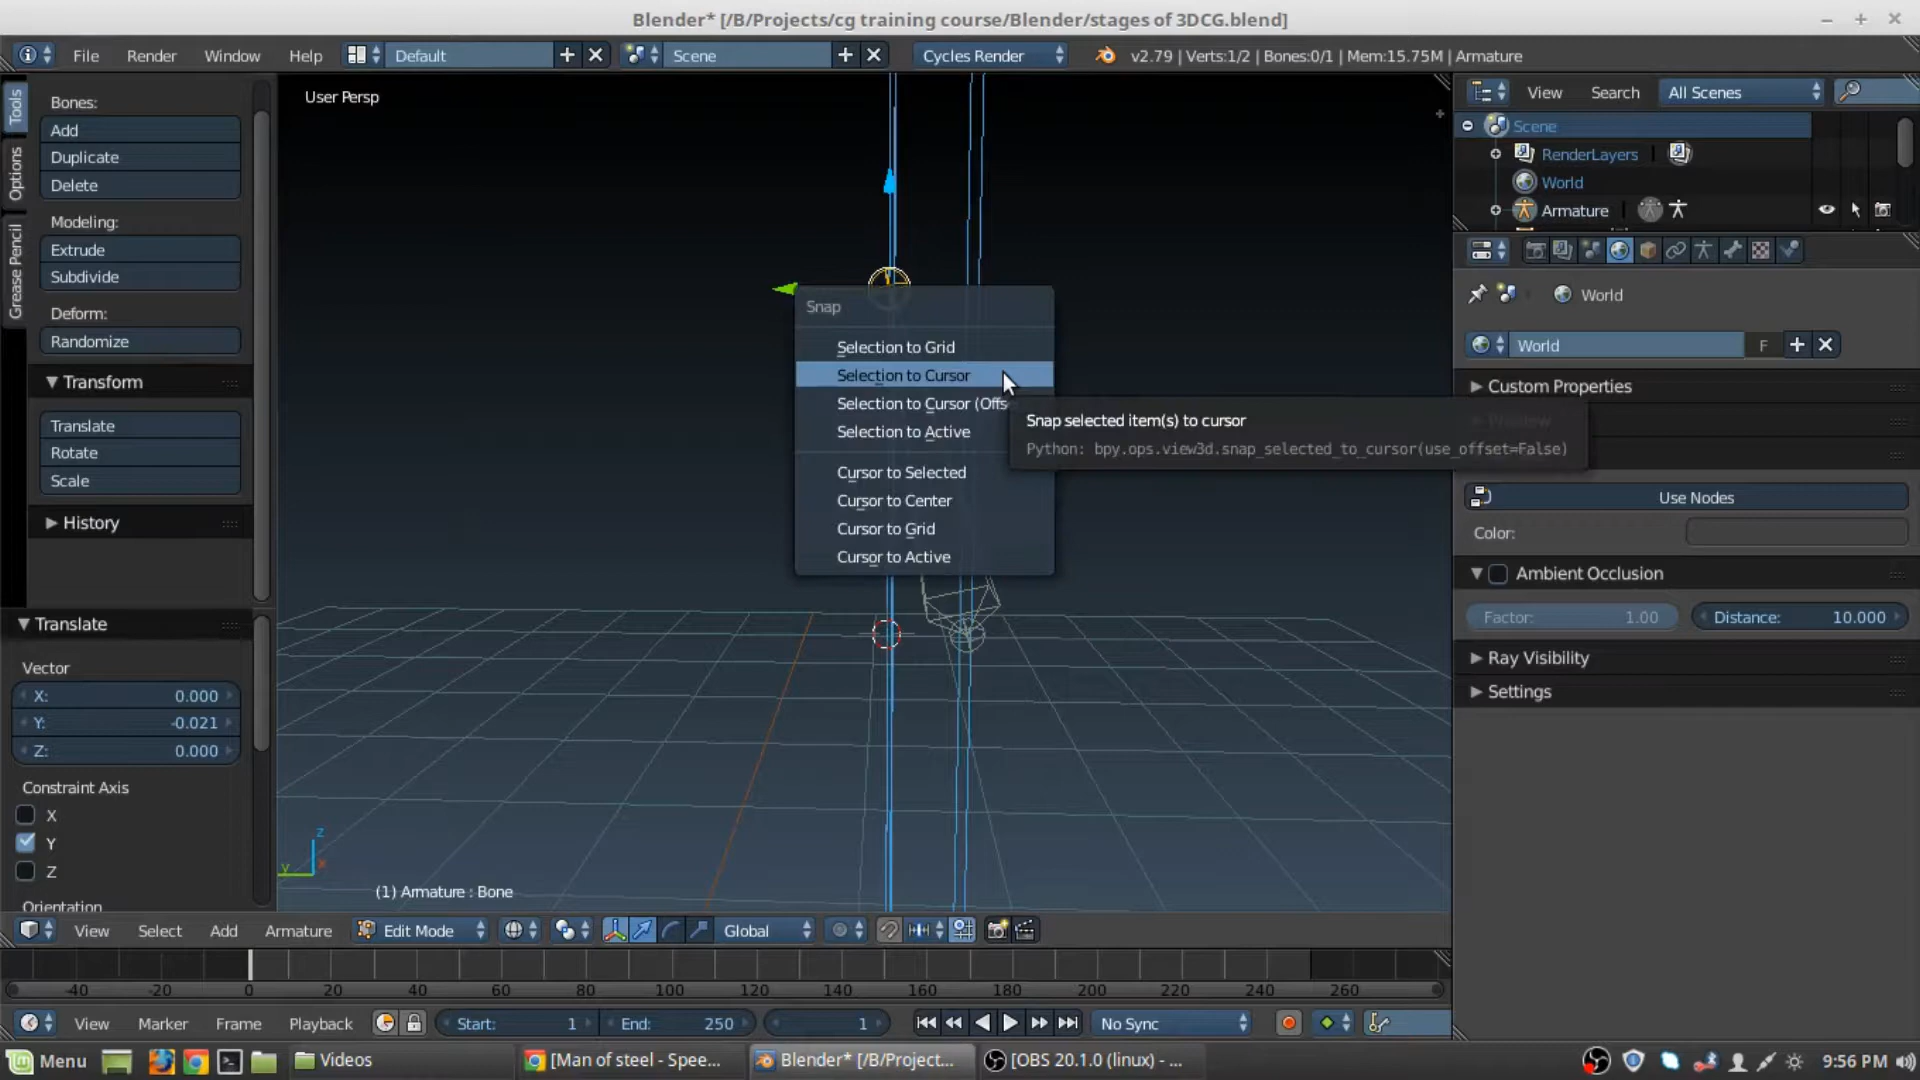 Blender* [/B/Projects/cg training course/Blender/stages of 3DCG.blend]
File Render Window Help Default Scene Cycles Render v2.79 | Verts:1/2 | Bones:0/1 | Mem:15.75M | Armature
Tools
Options
Grease Pencil
Bones:
Add
Duplicate
Delete
Modeling:
Extrude
Subdivide
Deform:
Randomize
Transform
Translate
Rotate
Scale
History
Translate
Vector
X: 0.000
Y: -0.021
Z: 0.000
Constraint Axis
X
Y
Z
Orientation
User Persp
Snap
Selection to Grid
Selection to Cursor
Selection to Cursor (Offs
Selection to Active
Cursor to Selected
Cursor to Center
Cursor to Grid
Cursor to Active
Snap selected item(s) to cursor
Python: bpy.ops.view3d.snap_selected_to_cursor(use_offset=False)
z
y
x
(1) Armature : Bone
View Search All Scenes
Scene
RenderLayers
World
Armature
World
World F
Custom Properties
Preview
Use Nodes
Color:
Ambient Occlusion
Factor: 1.00 Distance: 10.000
Ray Visibility
Settings
View Select Add Armature Edit Mode Global
-40 -20 0 20 40 60 80 100 120 140 160 180 200 220 240 260
View Marker Frame Playback Start: 1 End: 250 1 No Sync
Menu Videos [Man of steel - Spee... Blender* [/B/Project... [OBS 20.1.0 (linux) - ... 9:56 PM